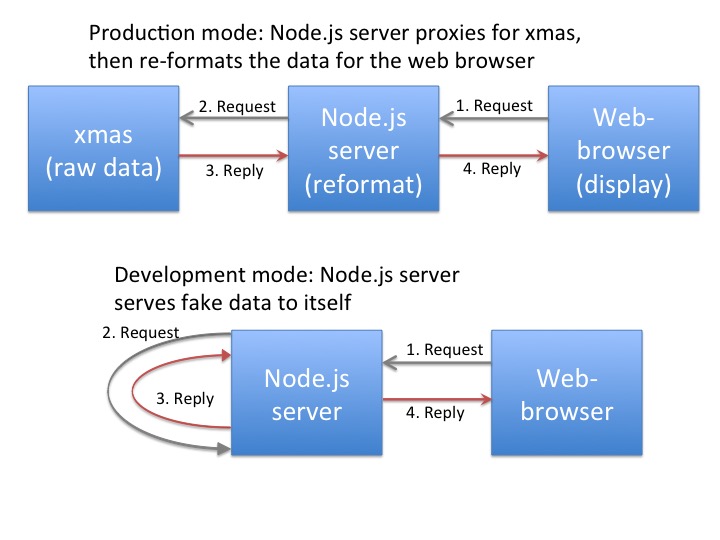 Production mode: Node.js server proxies for xmas,
then re-formats the data for the web browser
xmas
(raw data)
2. Request
3. Reply
Node.js
server
(reformat)
1. Request
4. Reply
Web-
browser
(display)
Development mode: Node.js server
serves fake data to itself
2. Request
3. Reply
Node.js
server
1. Request
4. Reply
Web-
browser